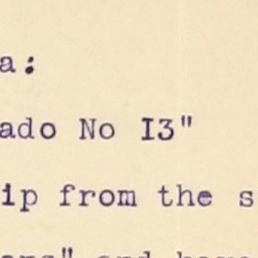 a:
ado No I3"
ip from the s